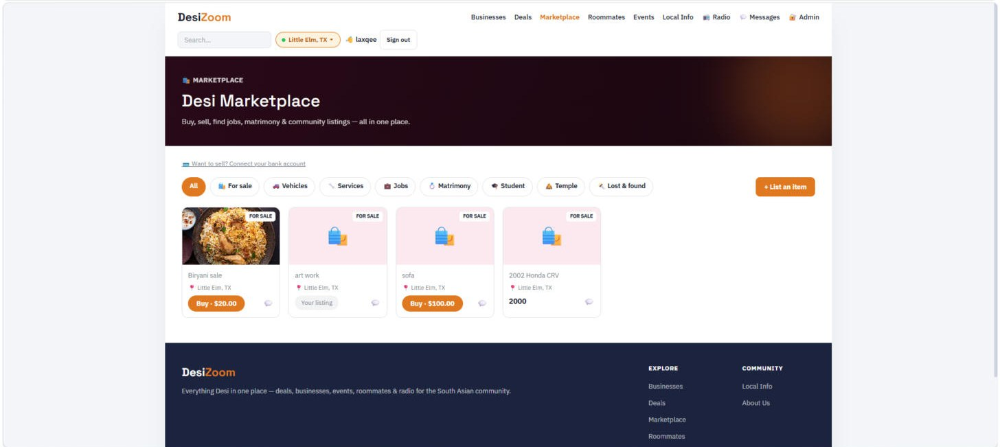 DesiZoom
Businesses Deals Marketplace Roommates Events Local Info Radio Messages Admin
Search...
Little Elm, TX
laxqee
Sign out
MARKETPLACE
Desi Marketplace
Buy, sell, find jobs, matrimony & community listings — all in one place.
Want to sell? Connect your bank account
All
For sale
Vehicles
Services
Jobs
Matrimony
Student
Temple
Lost & found
+ List an item
FOR SALE
Biryani sale
Little Elm, TX
Buy · $20.00
FOR SALE
art work
Little Elm, TX
Your listing
FOR SALE
sofa
Little Elm, TX
Buy · $100.00
FOR SALE
2002 Honda CRV
Little Elm, TX
2000
DesiZoom
Everything Desi in one place — deals, businesses, events, roommates & radio for the South Asian community.
EXPLORE
Businesses
Deals
Marketplace
Roommates
COMMUNITY
Local Info
About Us